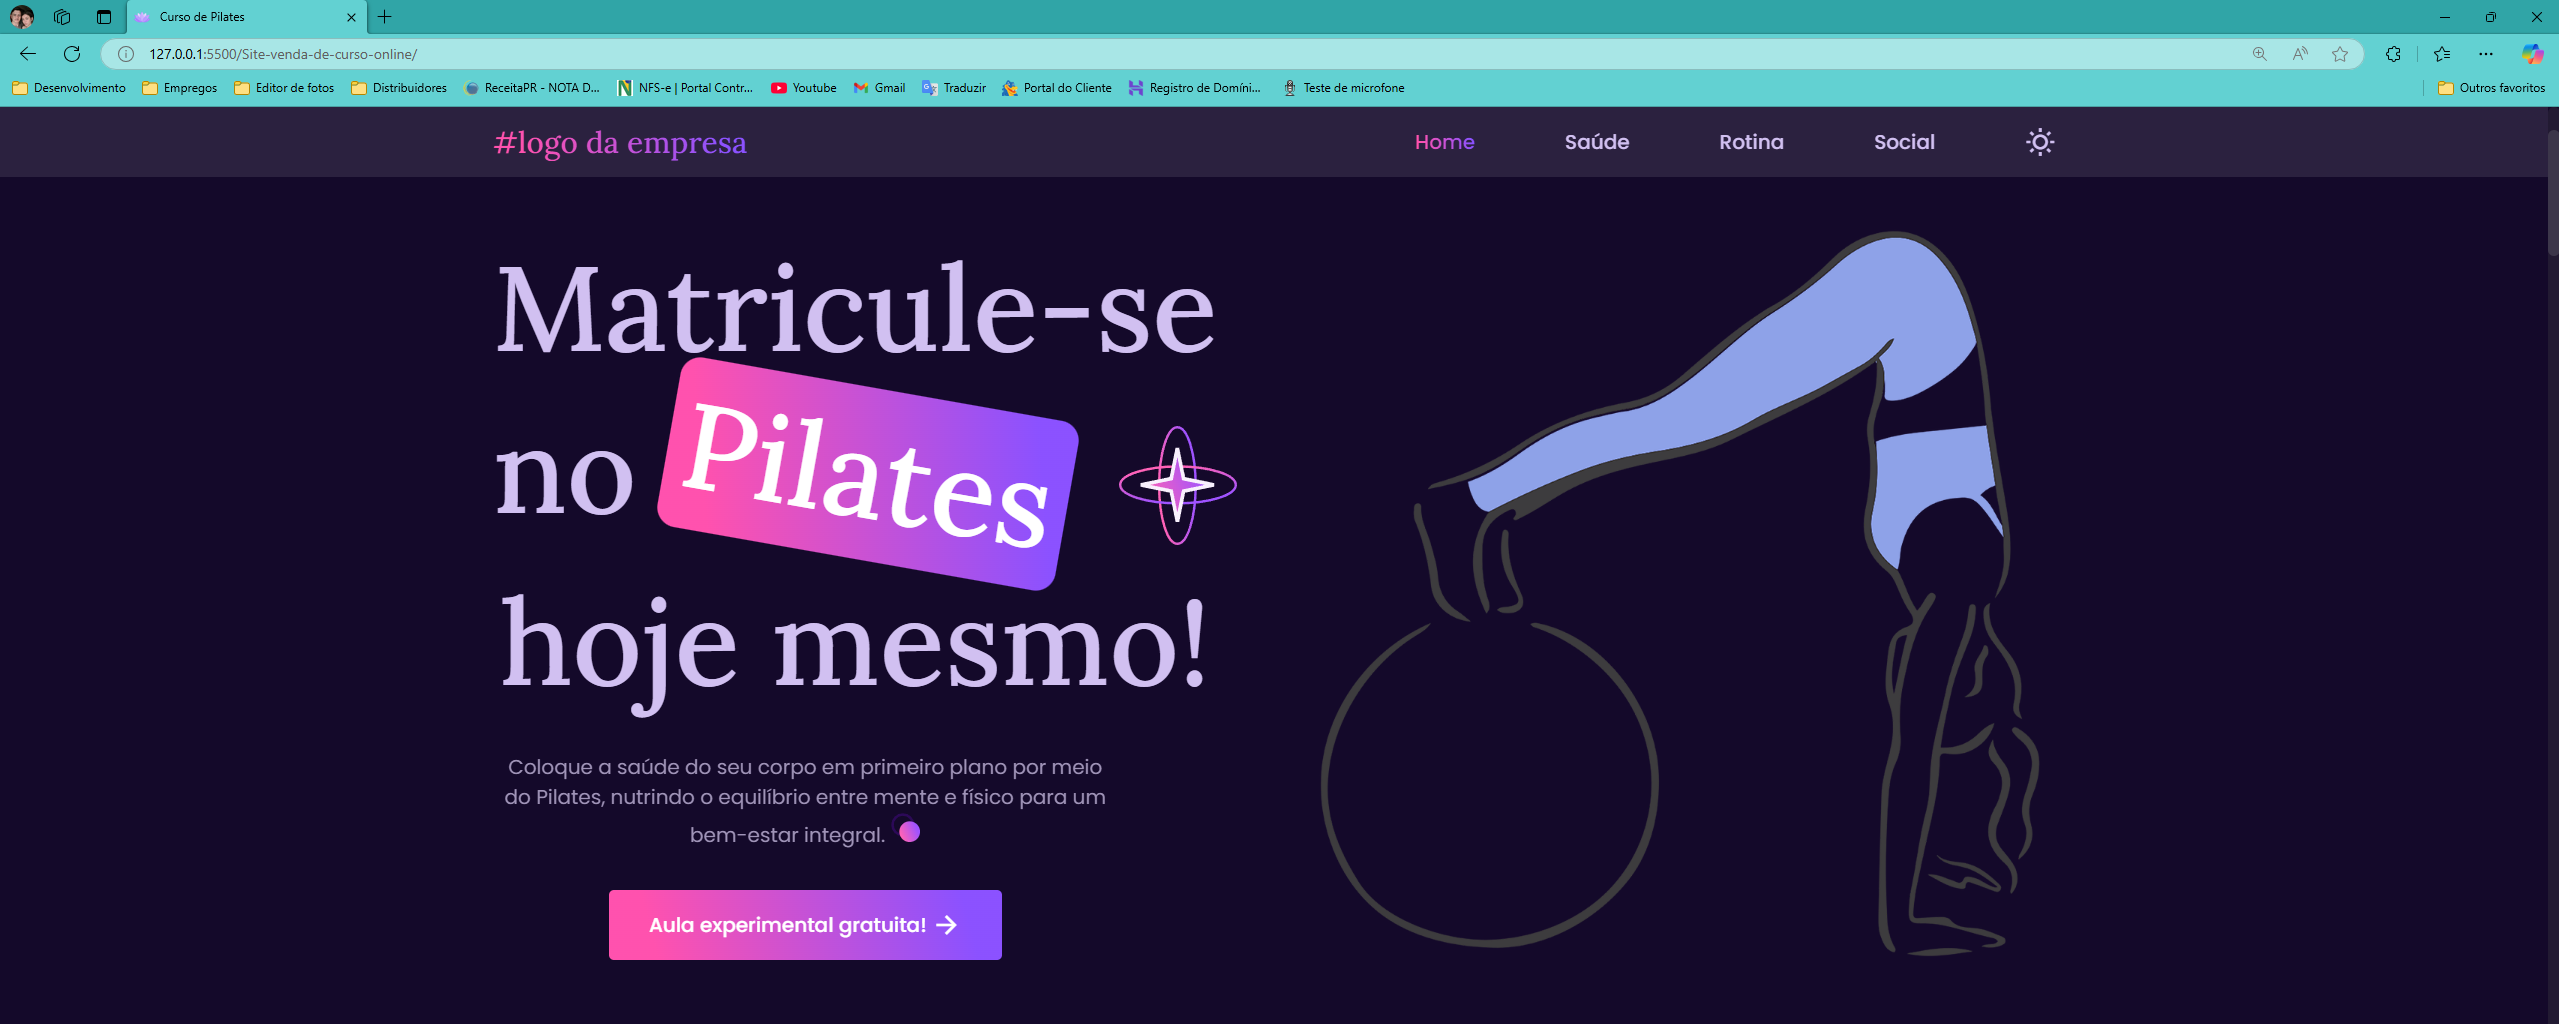 Curso de Pilates
127.0.0.1:5500/Site-venda-de-curso-online/
Desenvolvimento Empregos Editor de fotos Distribuidores ReceitaPR - NOTA D... NFS-e | Portal Contr... Youtube Gmail Traduzir Portal do Cliente Registro de Domíni... Teste de microfone Outros favoritos
#logo da empresa Home Saúde Rotina Social
Matricule-se
no Pilates
hoje mesmo!
Coloque a saúde do seu corpo em primeiro plano por meio
do Pilates, nutrindo o equilíbrio entre mente e físico para um
bem-estar integral.
Aula experimental gratuita!